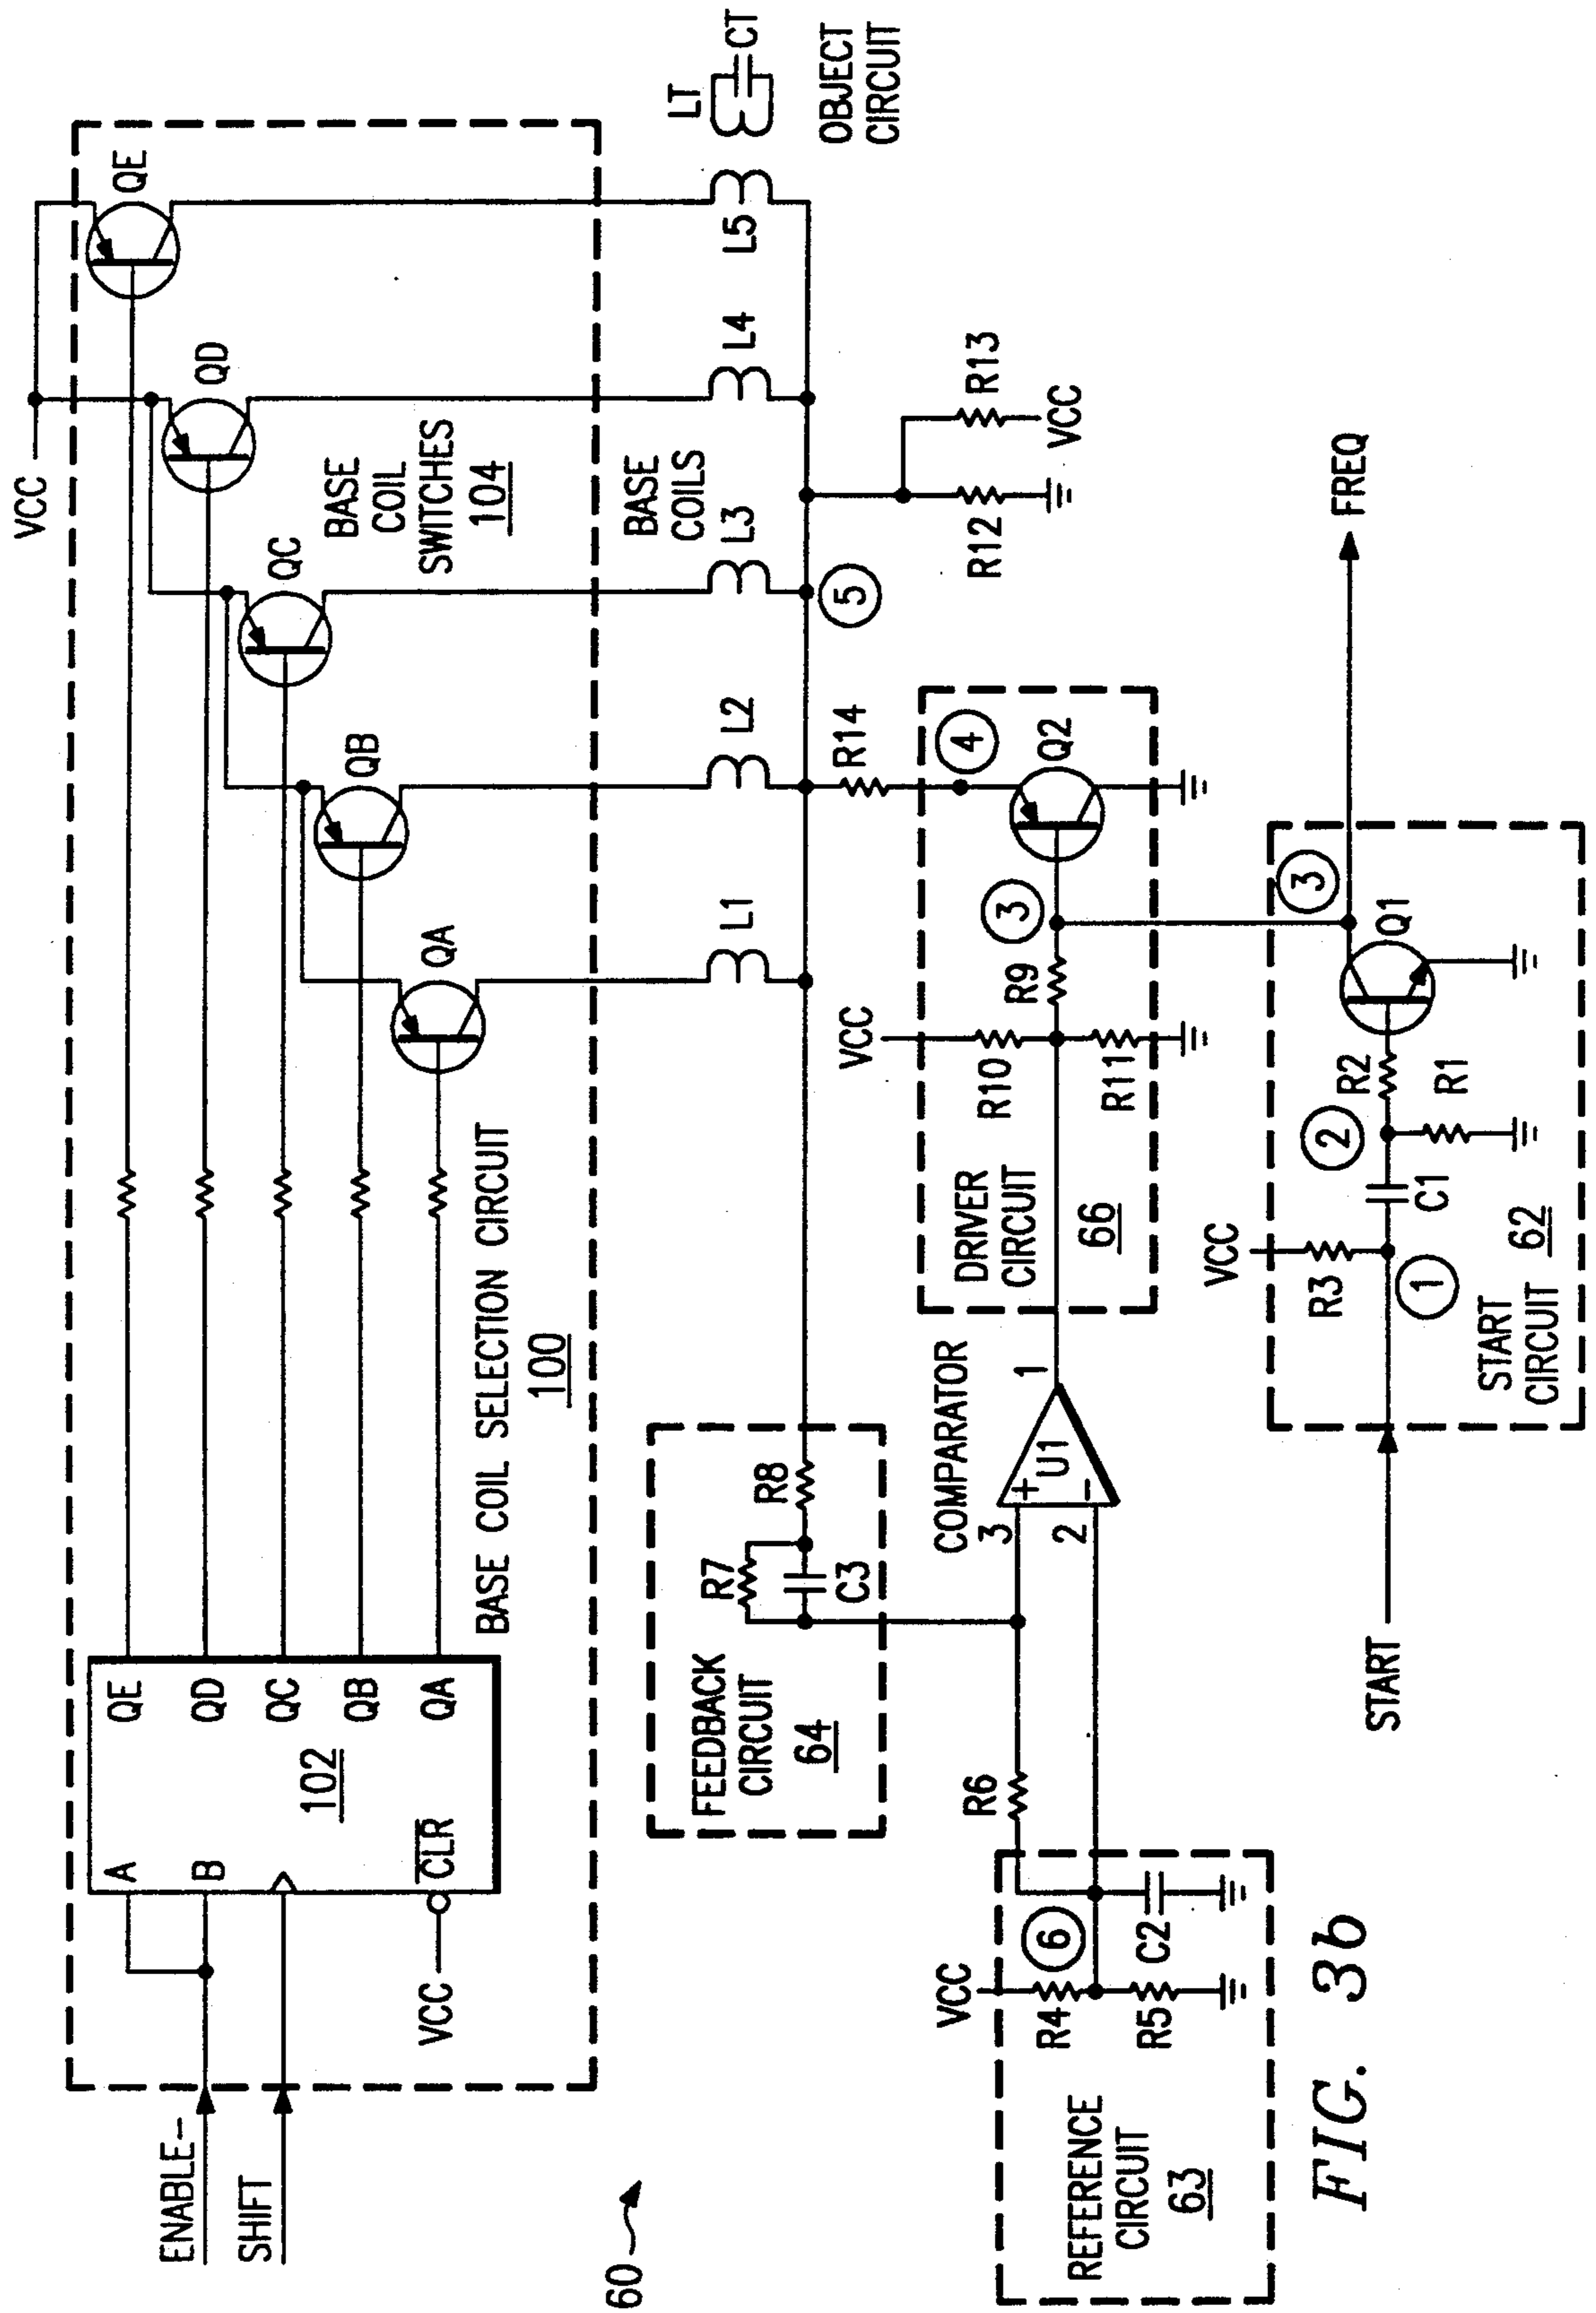 VCC
QE
QD
QC
QB
QA
BASE
COIL
SWITCHES
104
ENABLE-
SHIFT
A
B
CLR
VCC
102
QE
QD
QC
QB
QA
BASE COIL SELECTION CIRCUIT
100
BASE
COILS
L1
L2
L3
L4
L5
LT
CT
OBJECT
CIRCUIT
60
FEEDBACK
CIRCUIT
64
R7
C3
R8
5
R14
R12
R13
VCC
REFERENCE
CIRCUIT
63
VCC
R4
R5
6
C2
R6
COMPARATOR
3
2
+
-
U1
1
DRIVER
CIRCUIT
66
VCC
R10
R11
R9
3
4
Q2
START
START
CIRCUIT
62
VCC
R3
1
C1
2
R2
R1
Q1
3
FREQ
FIG. 3b